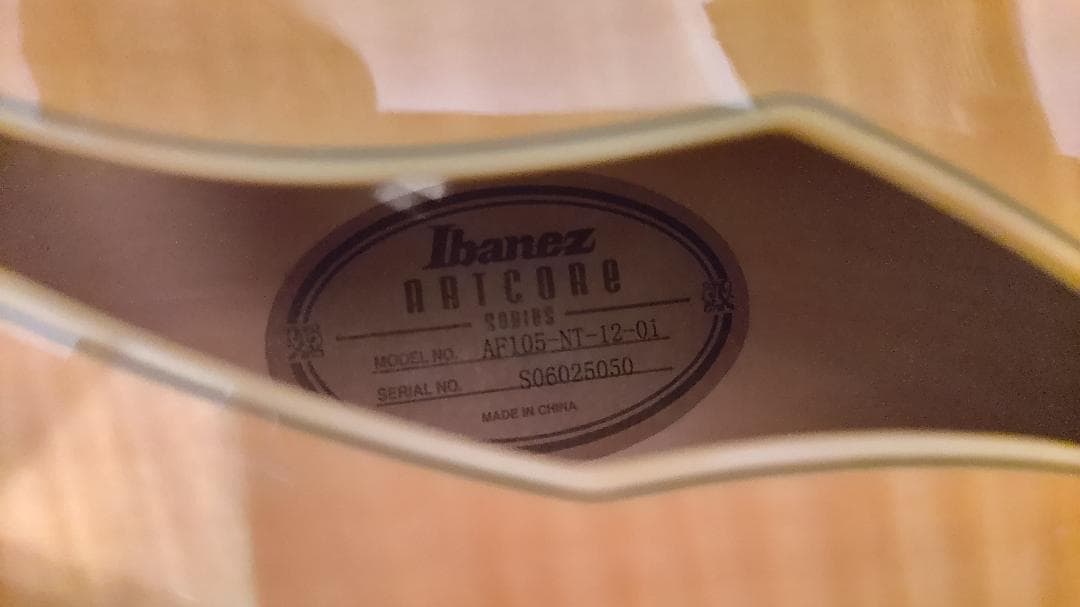 Ibanez
ARTCORE
SERIES
MODEL NO. AF105-NT-12-01
SERIAL NO. S06025050
MADE IN CHINA